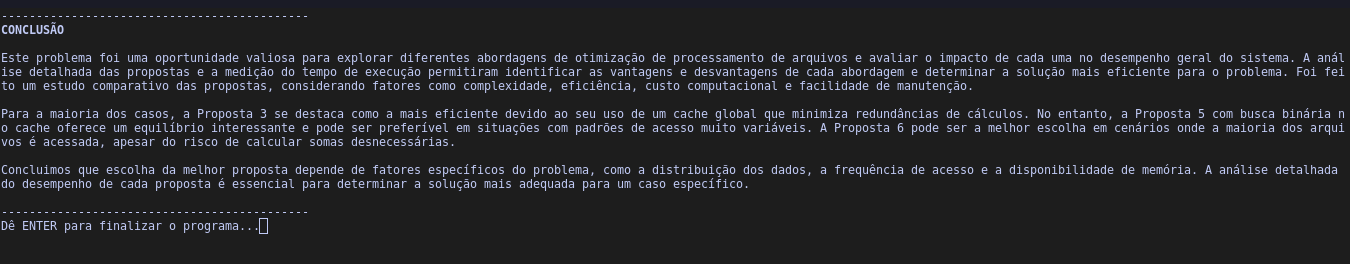 --------------------------------------------
CONCLUSÃO
Este problema foi uma oportunidade valiosa para explorar diferentes abordagens de otimização de processamento de arquivos e avaliar o impacto de cada uma no desempenho geral do sistema. A anál
ise detalhada das propostas e a medição do tempo de execução permitiram identificar as vantagens e desvantagens de cada abordagem e determinar a solução mais eficiente para o problema. Foi fei
to um estudo comparativo das propostas, considerando fatores como complexidade, eficiência, custo computacional e facilidade de manutenção.
Para a maioria dos casos, a Proposta 3 se destaca como a mais eficiente devido ao seu uso de um cache global que minimiza redundâncias de cálculos. No entanto, a Proposta 5 com busca binária n
o cache oferece um equilíbrio interessante e pode ser preferível em situações com padrões de acesso muito variáveis. A Proposta 6 pode ser a melhor escolha em cenários onde a maioria dos arqui
vos é acessada, apesar do risco de calcular somas desnecessárias.
Concluimos que escolha da melhor proposta depende de fatores específicos do problema, como a distribuição dos dados, a frequência de acesso e a disponibilidade de memória. A análise detalhada
do desempenho de cada proposta é essencial para determinar a solução mais adequada para um caso específico.
--------------------------------------------
Dê ENTER para finalizar o programa...